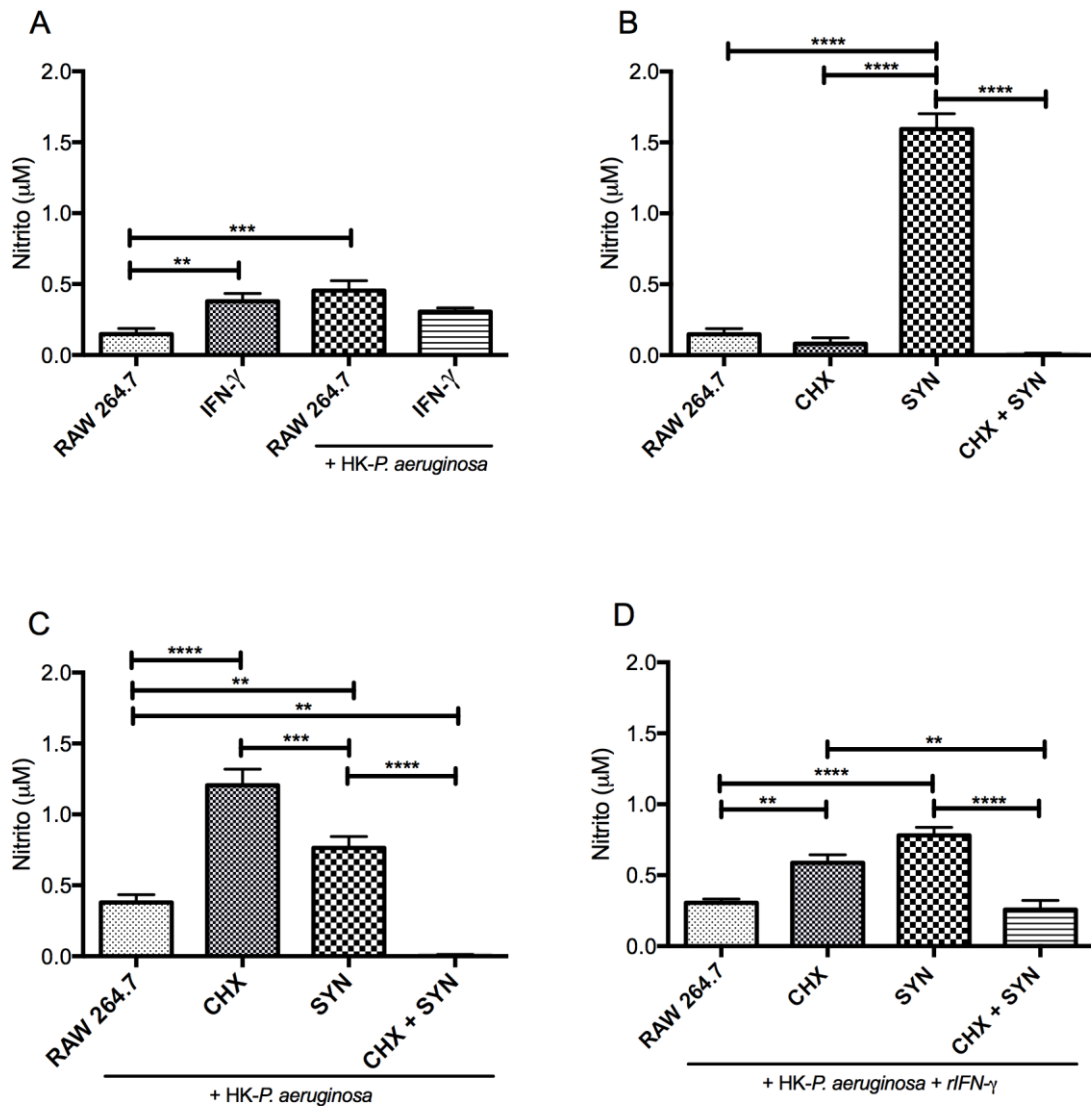 A
Nitrito (µM)
2.0
1.5
1.0
0.5
0.0
***
**
RAW 264.7
IFN-γ
RAW 264.7
IFN-γ
+ HK-P. aeruginosa
B
Nitrito (µM)
2.0
1.5
1.0
0.5
0.0
****
****
****
RAW 264.7
CHX
SYN
CHX + SYN
C
Nitrito (µM)
2.0
1.5
1.0
0.5
0.0
****
**
**
***
****
RAW 264.7
CHX
SYN
CHX + SYN
+ HK-P. aeruginosa
D
Nitrito (µM)
2.0
1.5
1.0
0.5
0.0
**
****
**
****
RAW 264.7
CHX
SYN
CHX + SYN
+ HK-P. aeruginosa + rIFN-γ